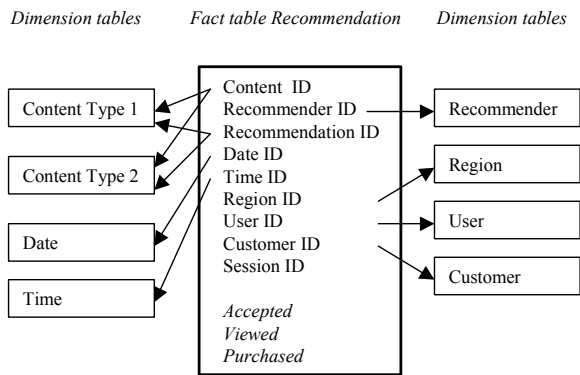 Dimension tables
Fact table Recommendation
Dimension tables
Content Type 1
Content Type 2
Date
Time
Content ID
Recommender ID
Recommendation ID
Date ID
Time ID
Region ID
User ID
Customer ID
Session ID
Accepted
Viewed
Purchased
Recommender
Region
User
Customer